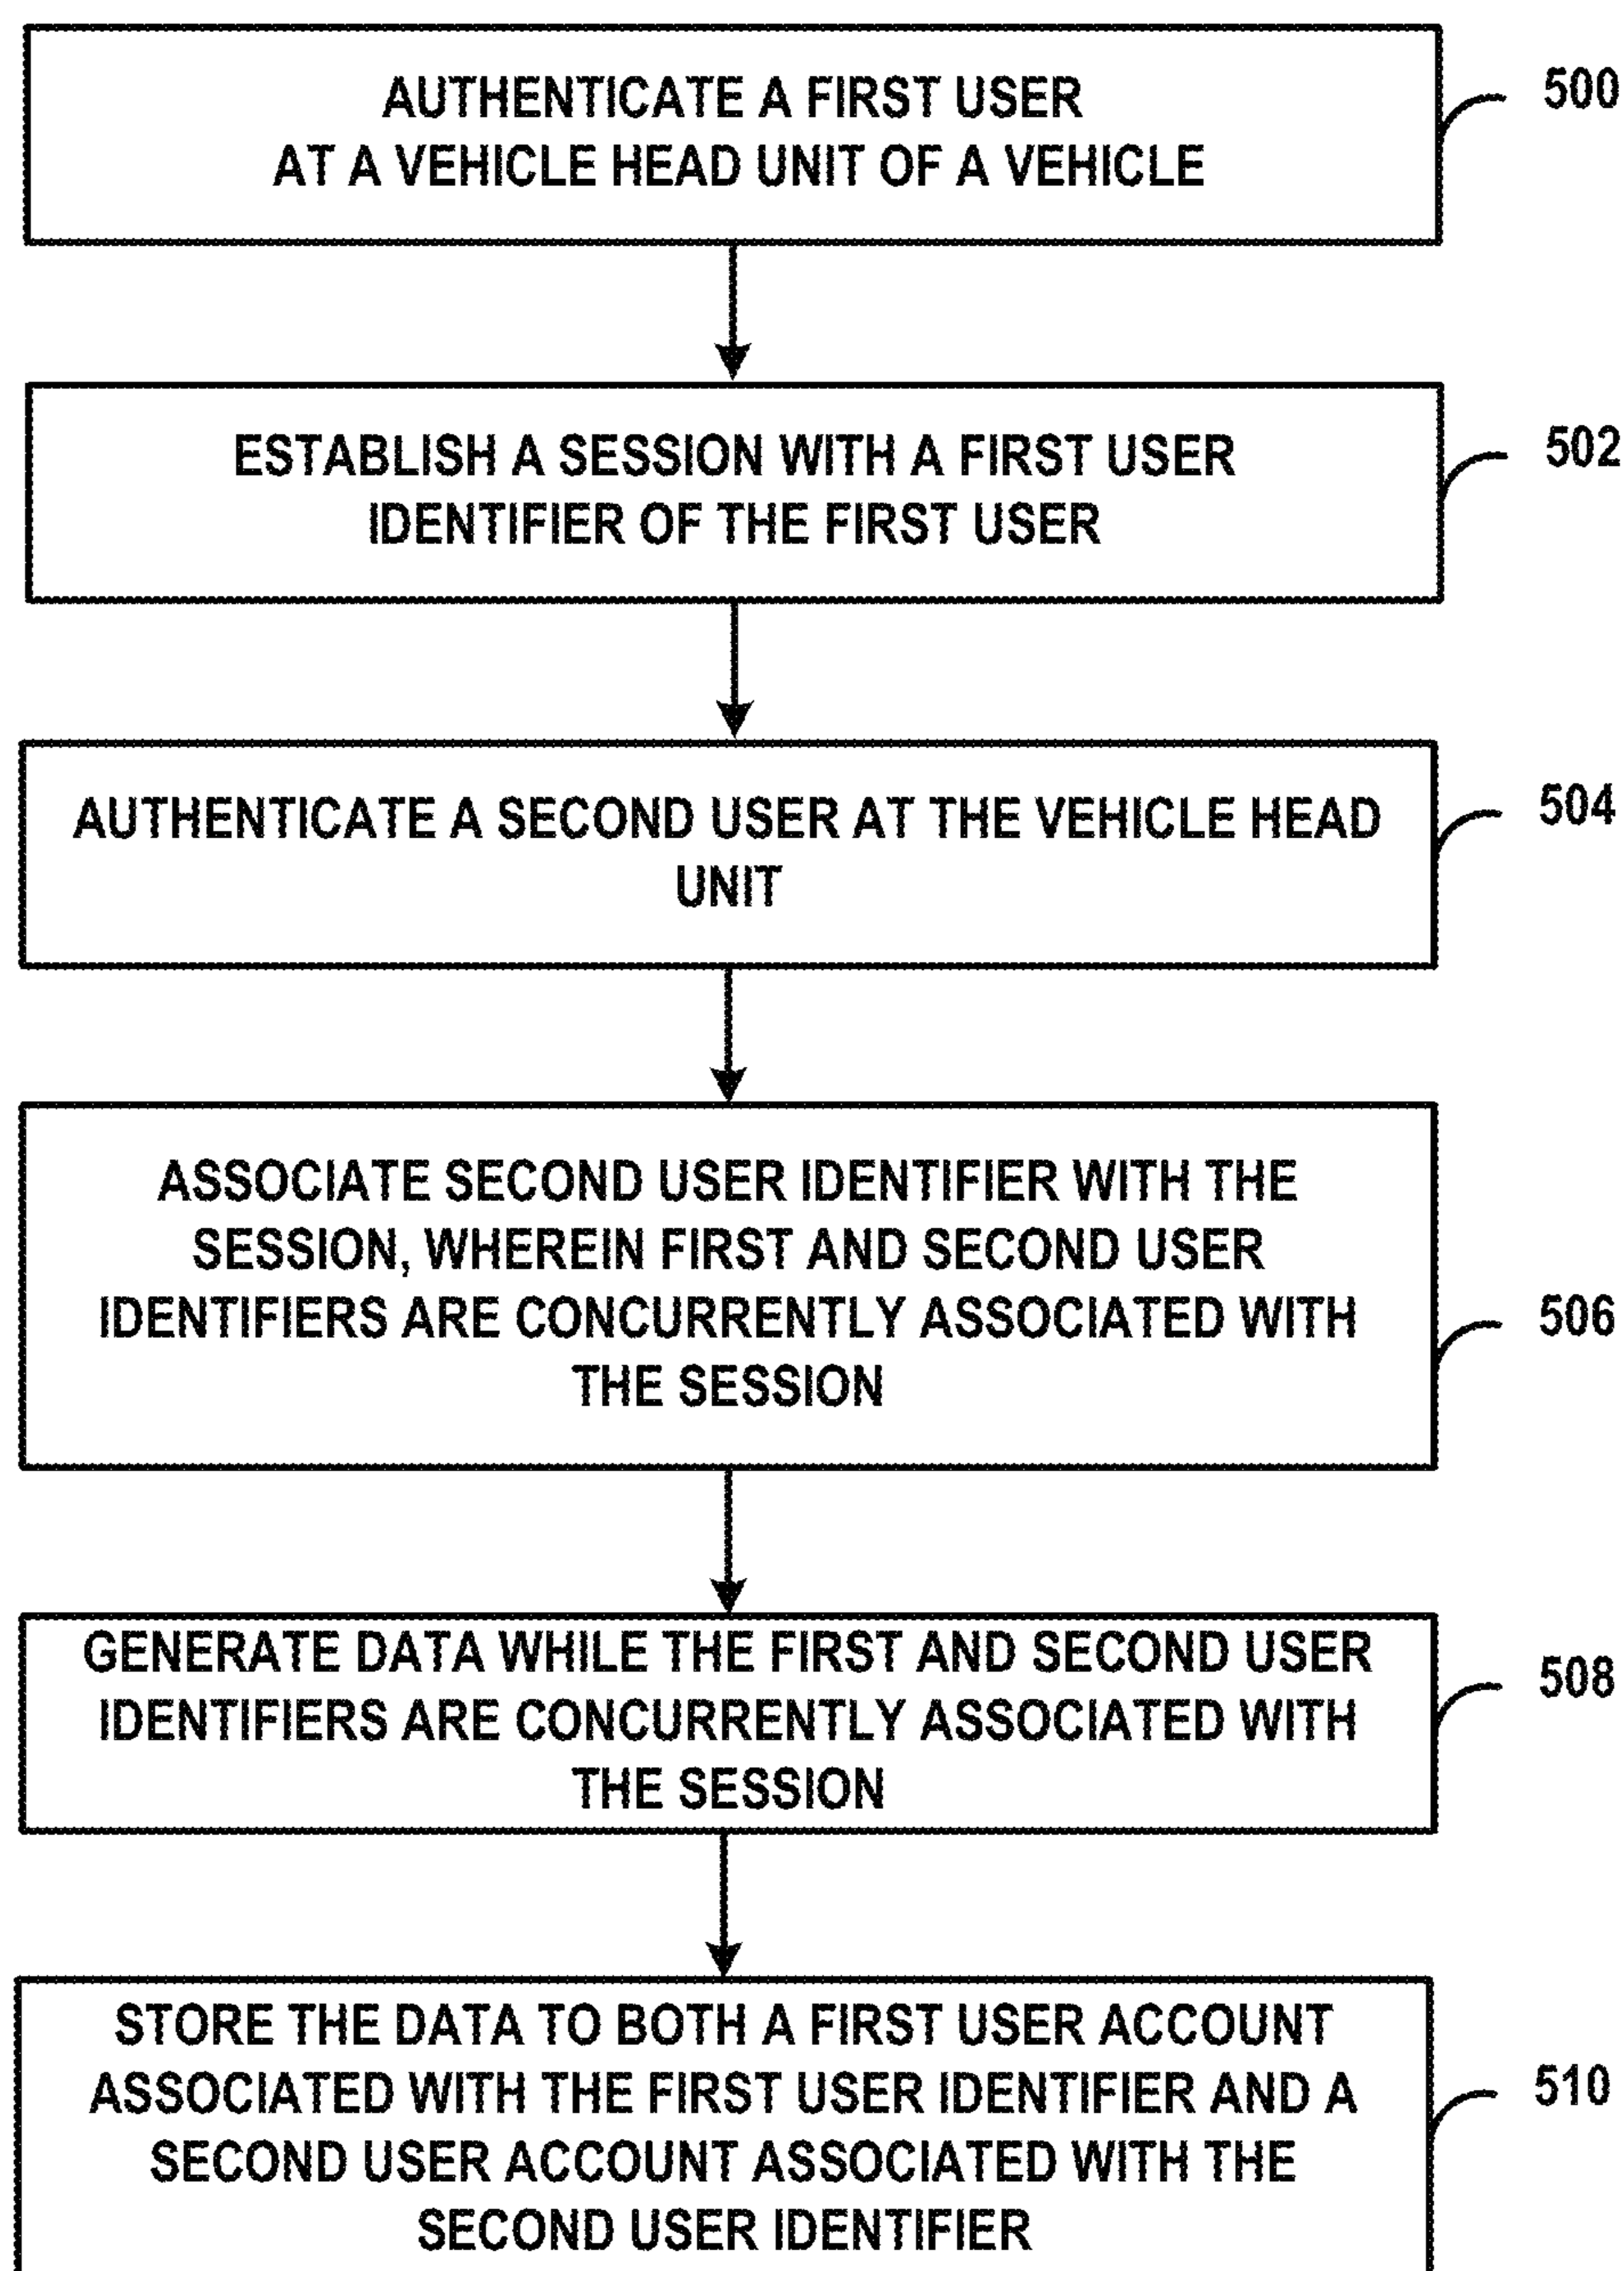 AUTHENTICATE A FIRST USER
AT A VEHICLE HEAD UNIT OF A VEHICLE
500
ESTABLISH A SESSION WITH A FIRST USER
IDENTIFIER OF THE FIRST USER
502
AUTHENTICATE A SECOND USER AT THE VEHICLE HEAD
UNIT
504
ASSOCIATE SECOND USER IDENTIFIER WITH THE
SESSION, WHEREIN FIRST AND SECOND USER
IDENTIFIERS ARE CONCURRENTLY ASSOCIATED WITH
THE SESSION
506
GENERATE DATA WHILE THE FIRST AND SECOND USER
IDENTIFIERS ARE CONCURRENTLY ASSOCIATED WITH
THE SESSION
508
STORE THE DATA TO BOTH A FIRST USER ACCOUNT
ASSOCIATED WITH THE FIRST USER IDENTIFIER AND A
SECOND USER ACCOUNT ASSOCIATED WITH THE
SECOND USER IDENTIFIER
510